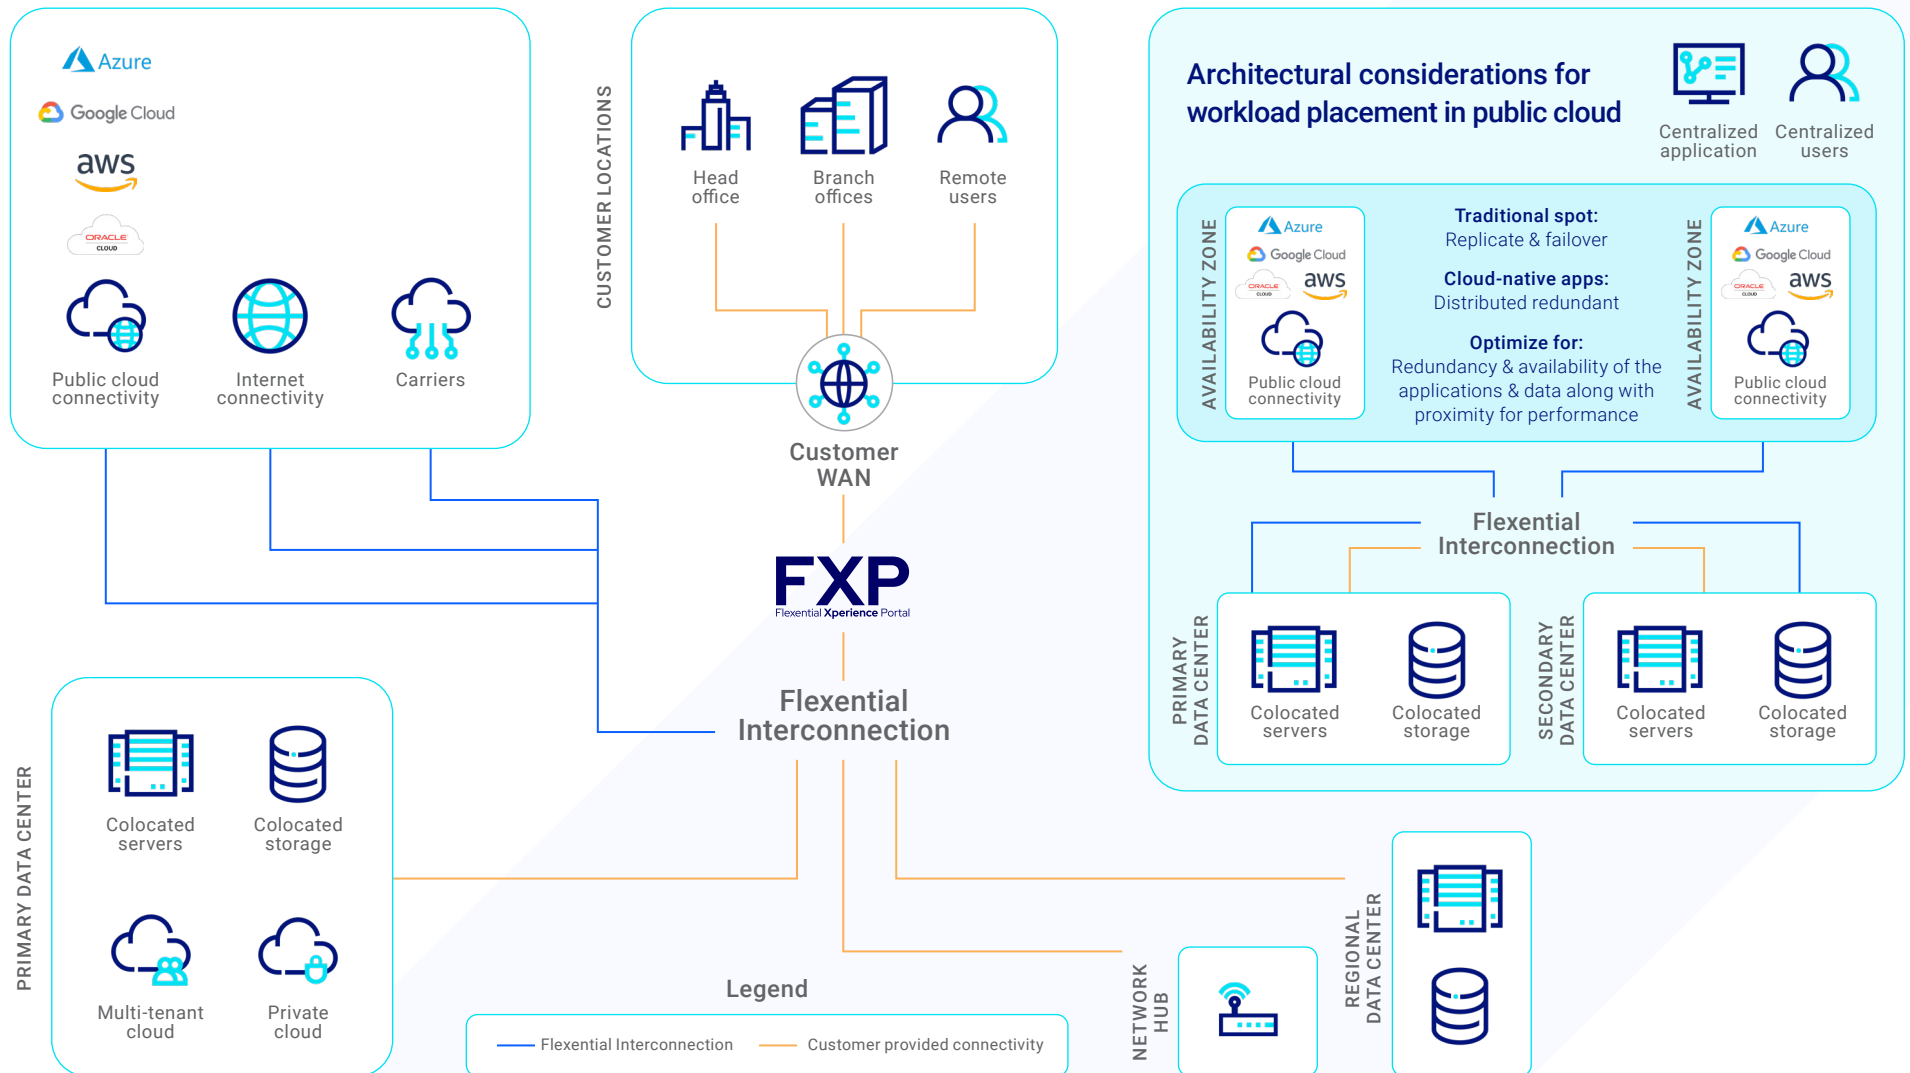 Azure
Google Cloud
aws
ORACLE
CLOUD
Public cloud
connectivity
Internet
connectivity
Carriers
CUSTOMER LOCATIONS
Head
office
Branch
offices
Remote
users
Customer
WAN
FXP
Flexential Xperience Portal
Flexential
Interconnection
PRIMARY DATA CENTER
Colocated
servers
Colocated
storage
Multi-tenant
cloud
Private
cloud
Legend
Flexential Interconnection
Customer provided connectivity
NETWORK
HUB
REGIONAL
DATA CENTER
Architectural considerations for
workload placement in public cloud
Centralized
application
Centralized
users
AVAILABILITY ZONE
Azure
Google Cloud
ORACLE
CLOUD
aws
Public cloud
connectivity
Traditional spot:
Replicate & failover
Cloud-native apps:
Distributed redundant
Optimize for:
Redundancy & availability of the
applications & data along with
proximity for performance
AVAILABILITY ZONE
Azure
Google Cloud
ORACLE
CLOUD
aws
Public cloud
connectivity
Flexential
Interconnection
PRIMARY
DATA CENTER
Colocated
servers
Colocated
storage
SECONDARY
DATA CENTER
Colocated
servers
Colocated
storage